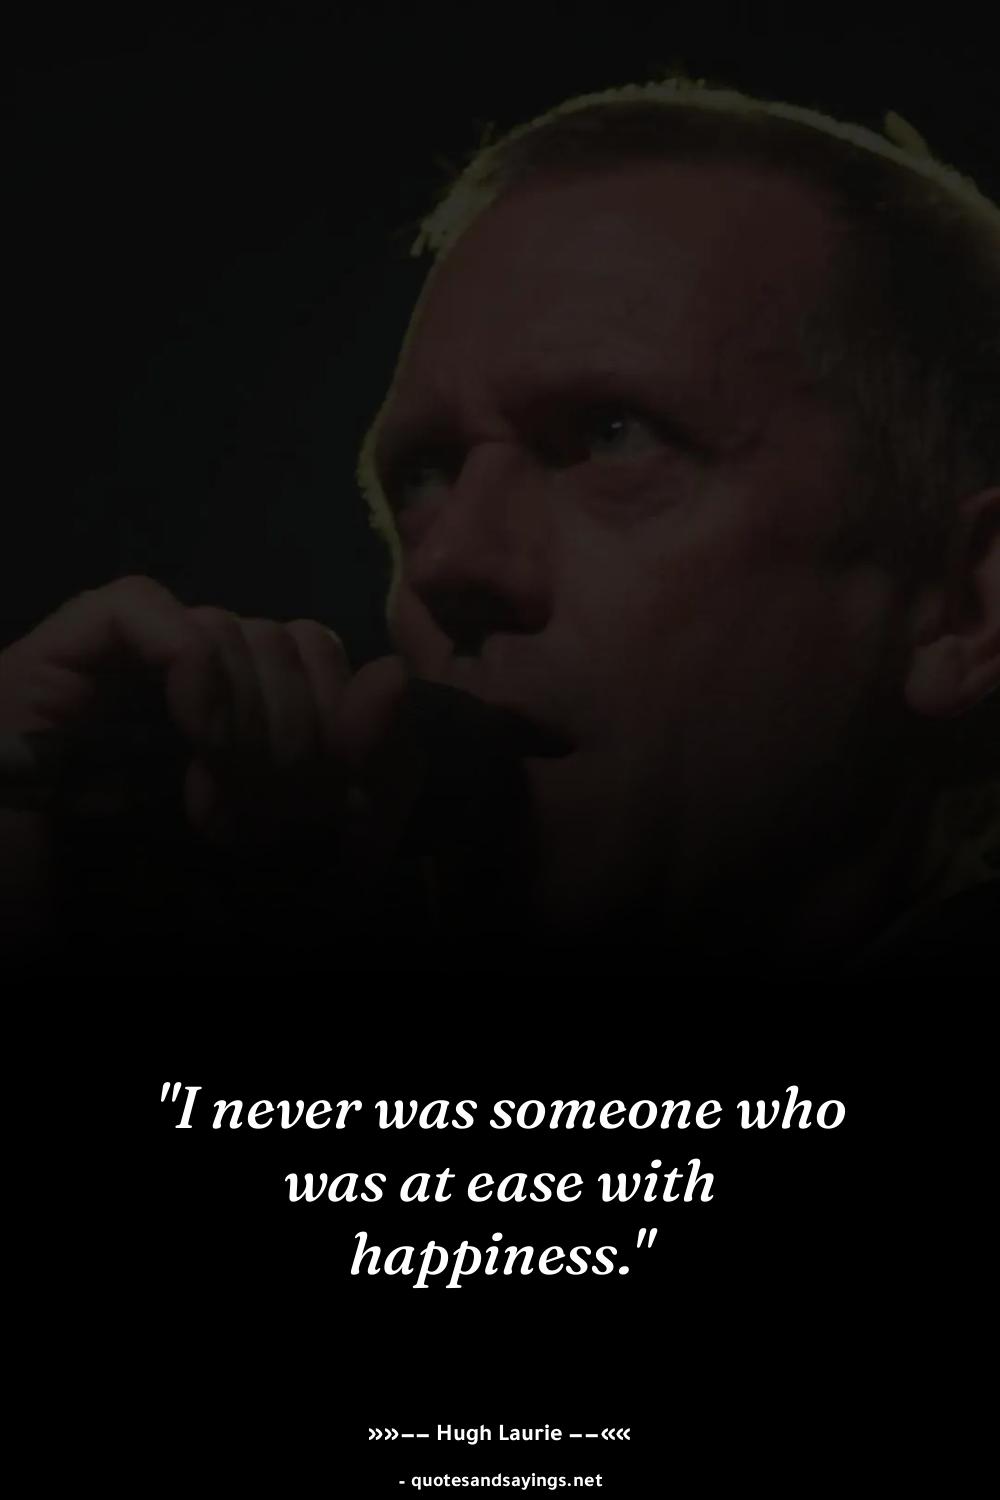 "I never was someone who
was at ease with
happiness."
»»−− Hugh Laurie −−««
- quotesandsayings.net